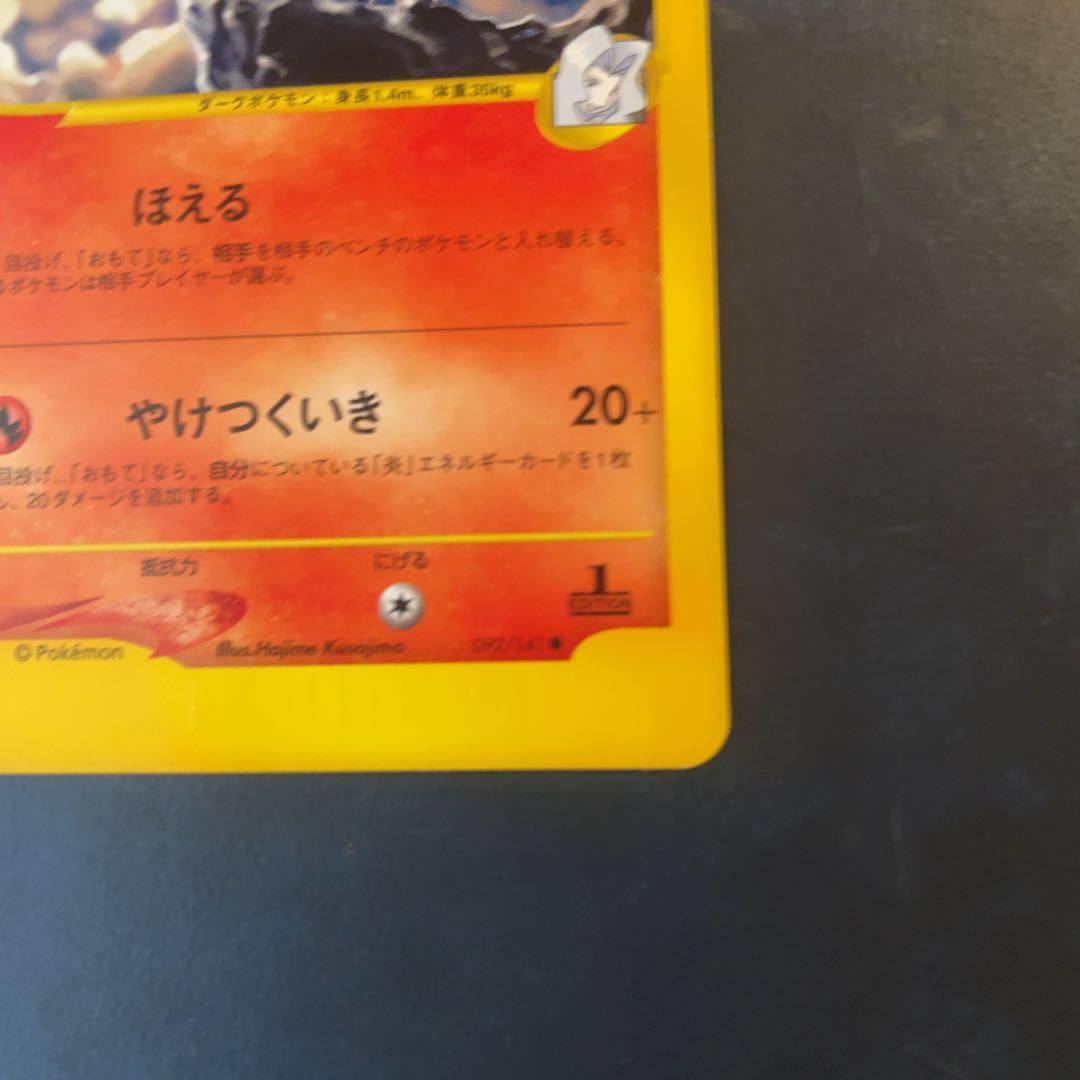 ダークポケモン：身長1.4m、体重35kg
ほえる
回投げ、「おもて」なら、相手を相手のベンチのポケモンと入れ替える。
るポケモンは相手プレイヤーが選ぶ。
やけつくいき 20+
回投げ、「おもて」なら、自分についている「炎」エネルギーカードを1枚
し、20ダメージを追加する。
抵抗力 にげる
1
EDITION
©Pokémon Illus.Hajime Kusajima 092/141●